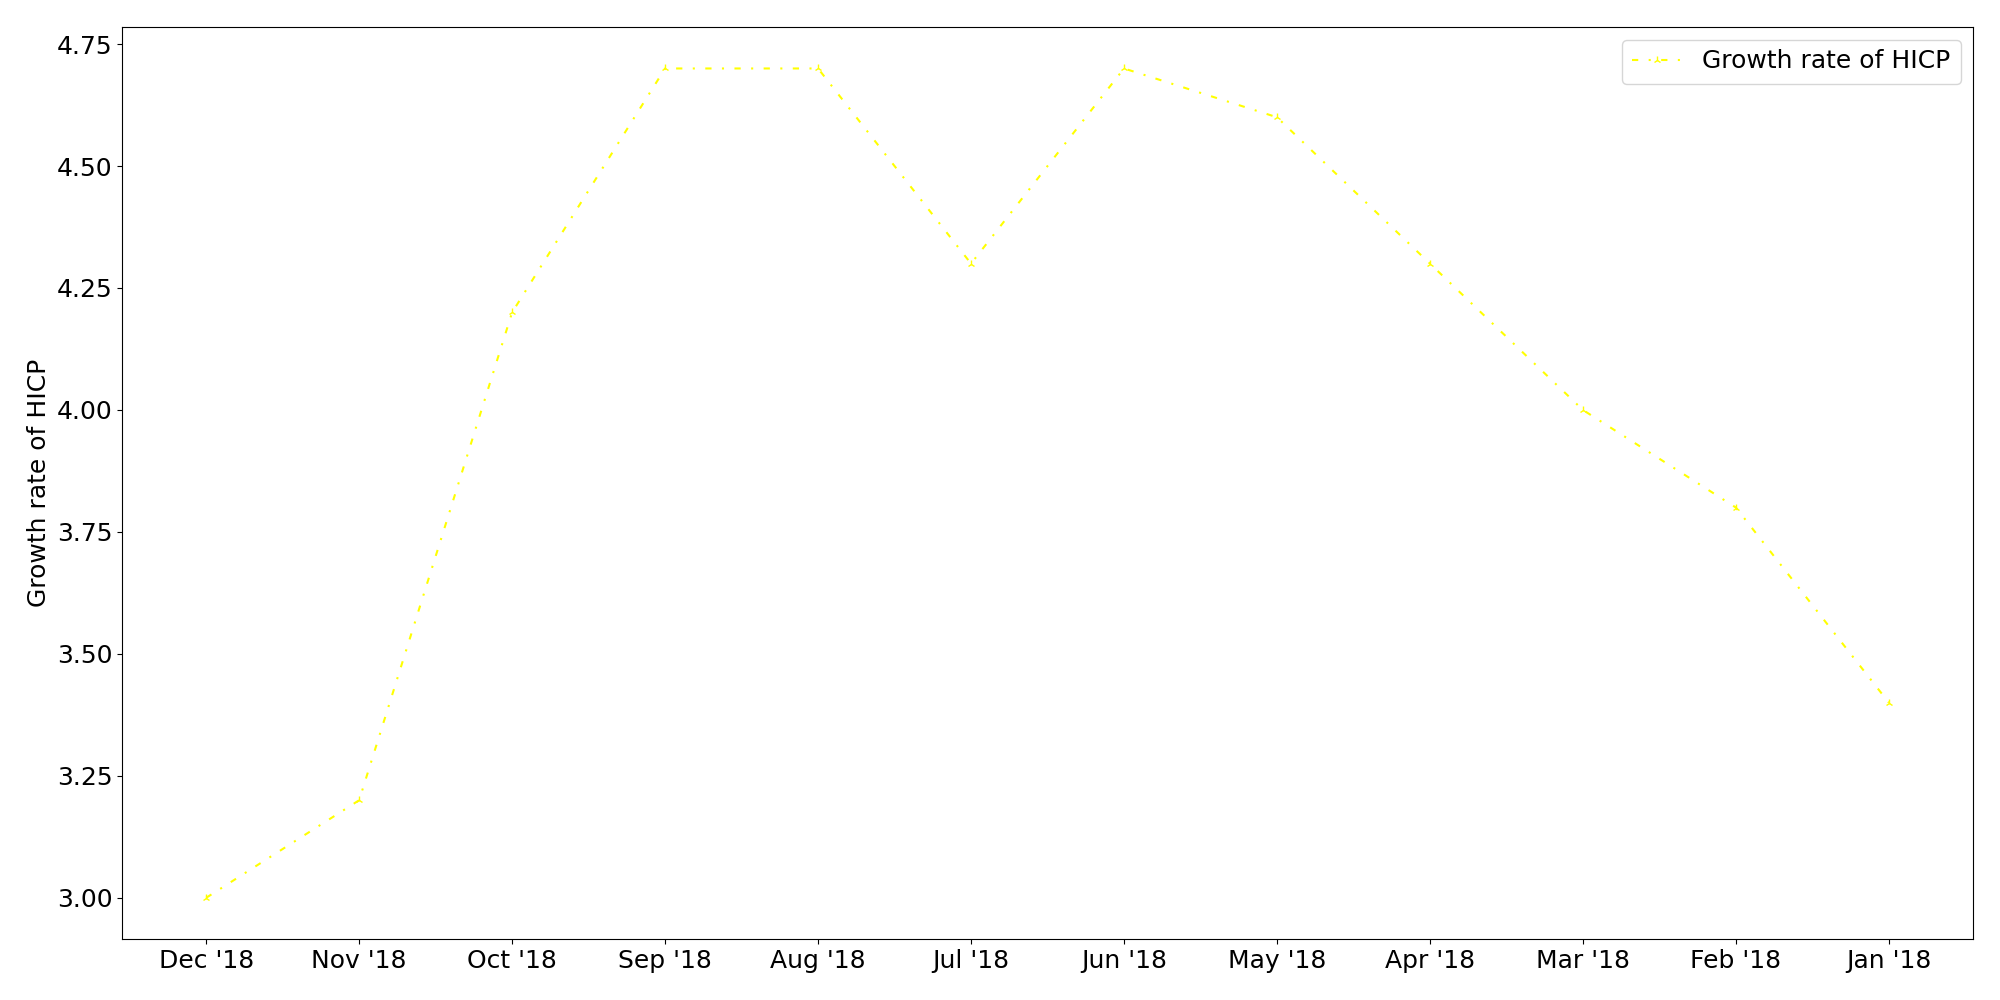 Growth rate of HICP
4.75
4.50
4.25
4.00
3.75
3.50
3.25
3.00
Growth rate of HICP
Dec '18 Nov '18 Oct '18 Sep '18 Aug '18 Jul '18 Jun '18 May '18 Apr '18 Mar '18 Feb '18 Jan '18